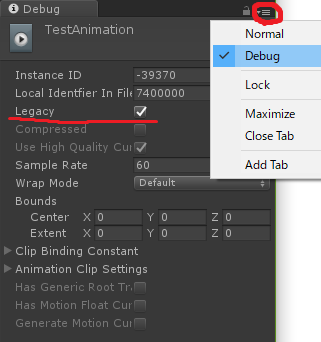 Debug
TestAnimation
Normal
Debug
Lock
Maximize
Close Tab
Add Tab
Instance ID -39370
Local Identfier In File 7400000
Legacy
Compressed
Use High Quality Cur
Sample Rate 60
Wrap Mode Default
Bounds
Center X 0 Y 0 Z 0
Extent X 0 Y 0 Z 0
Clip Binding Constant
Animation Clip Settings
Has Generic Root Tra
Has Motion Float Cur
Generate Motion Cur